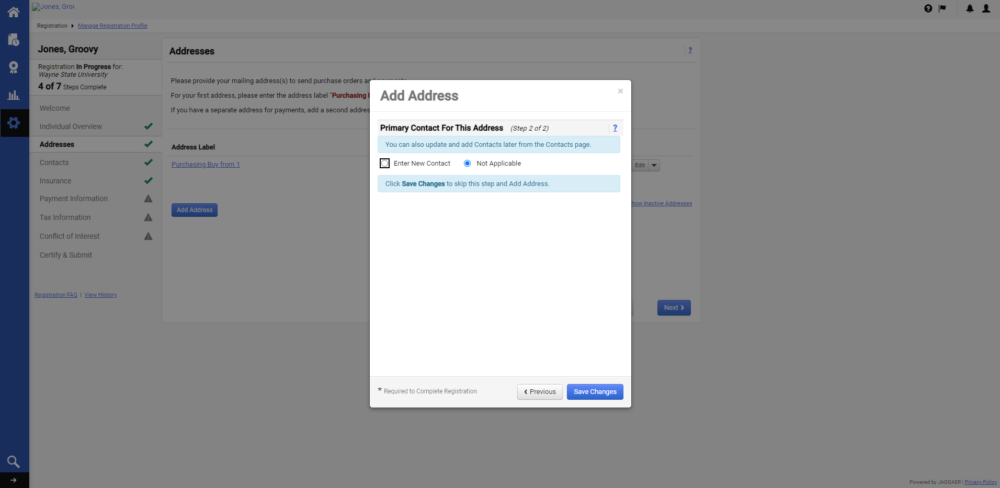 Jones, Groo
Registration Manage Registration Profile
Jones, Groovy
Registration In Progress for:
Wayne State University
4 of 7 Steps Complete
Welcome
Individual Overview
Addresses
Contacts
Insurance
Payment Information
Tax Information
Conflict of Interest
Certify & Submit
Registration FAQ | View History
Addresses
?
Please provide your mailing address(s) to send purchase orders and payments
For your first address, please enter the address label "Purchasing
If you have a separate address for payments, add a second addres
Address Label
Purchasing Buy from 1
Edit
Add Address
how Inactive Addresses
Next ›
Add Address
×
Primary Contact For This Address (Step 2 of 2)
?
You can also update and add Contacts later from the Contacts page.
Enter New Contact Not Applicable
Click Save Changes to skip this step and Add Address.
★ Required to Complete Registration
‹ Previous
Save Changes
Powered by JAGGAER | Privacy Policy